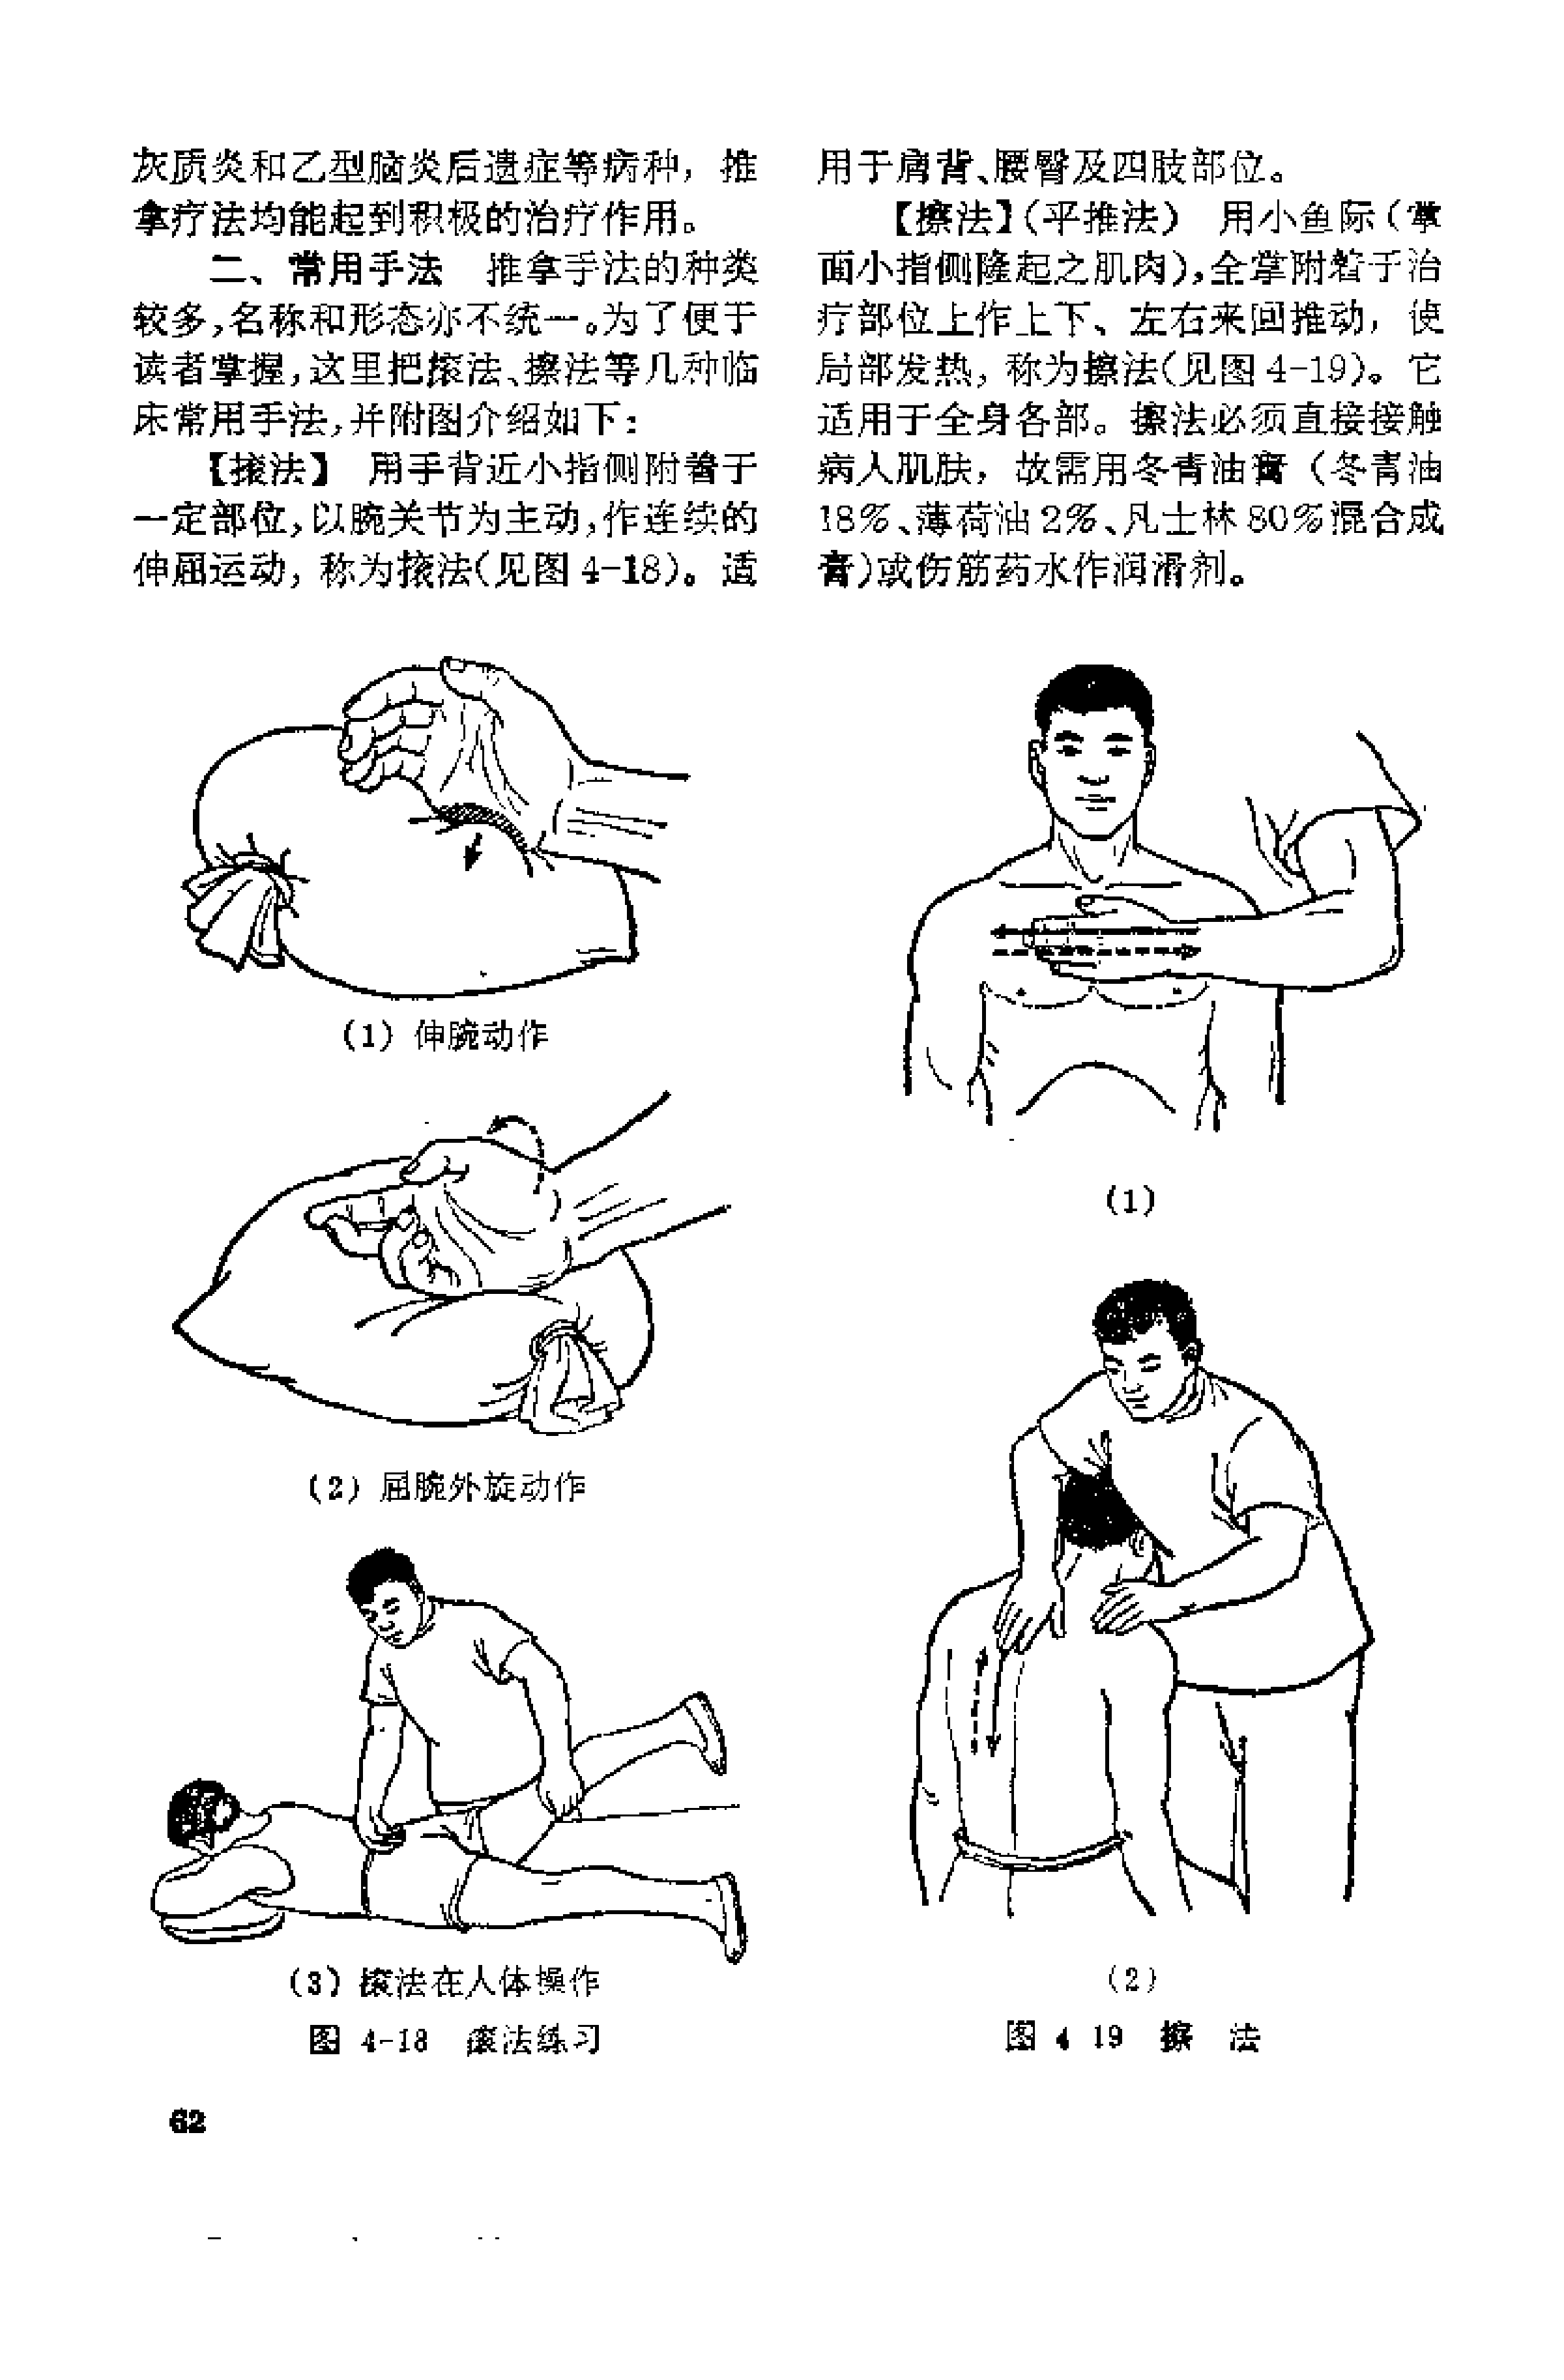 灰质炎和乙型脑炎后遗症等病种，推
拿疗法均能起到积极的治疗作用。
二、常用手法　推拿手法的种类
较多，名称和形态亦不统一。为了便于
读者掌握，这里把㨰法、擦法等几种临
床常用手法，并附图介绍如下：
【㨰法】　用手背近小指侧附着于
一定部位，以腕关节为主动，作连续的
伸屈运动，称为㨰法（见图 4-18）。适
用于肩背、腰臀及四肢部位。
【擦法】（平推法）　用小鱼际（掌
面小指侧隆起之肌肉），全掌附着于治
疗部位上作上下、左右来回推动，使
局部发热，称为擦法（见图 4-19）。它
适用于全身各部。擦法必须直接接触
病人肌肤，故需用冬青油膏（冬青油
18％、薄荷油 2％、凡士林 80％混合成
膏）或伤筋药水作润滑剂。
（1）伸腕动作
（2）屈腕外旋动作
（3）㨰法在人体操作
图 4-18　㨰法练习
（1）
（2）
图 4 19　擦　法
62